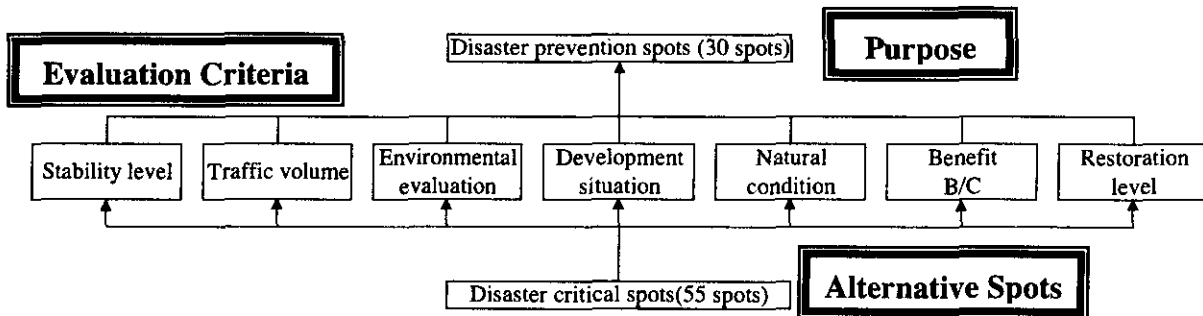 Disaster prevention spots (30 spots)
Purpose
Evaluation Criteria
Stability level
Traffic volume
Environmental
evaluation
Development
situation
Natural
condition
Benefit
B/C
Restoration
level
Disaster critical spots(55 spots)
Alternative Spots